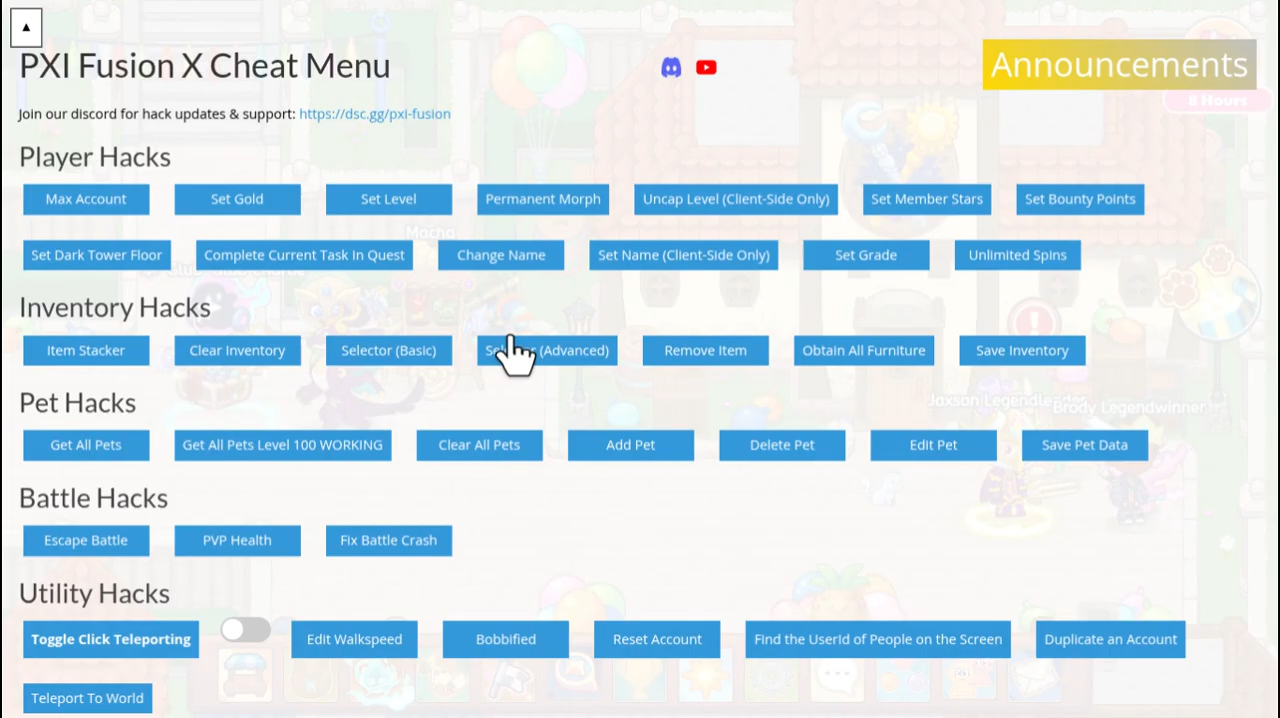 ▲
PXI Fusion X Cheat Menu
Announcements
8 Hours
Join our discord for hack updates & support: https://dsc.gg/pxi-fusion
Player Hacks
Max Account Set Gold Set Level Permanent Morph Uncap Level (Client-Side Only) Set Member Stars Set Bounty Points
Macha
Set Dark Tower Floor Complete Current Task In Quest Change Name Set Name (Client-Side Only) Set Grade Unlimited Spins
Inventory Hacks
Item Stacker Clear Inventory Selector (Basic) (Advanced) Remove Item Obtain All Furniture Save Inventory
Pet Hacks
Jaxson Brody Legendwinner
Get All Pets Get All Pets Level 100 WORKING Clear All Pets Add Pet Delete Pet Edit Pet Save Pet Data
Battle Hacks
Escape Battle PVP Health Fix Battle Crash
Utility Hacks
Toggle Click Teleporting Edit Walkspeed Bobbified Reset Account Find the UserId of People on the Screen Duplicate an Account
Teleport To World